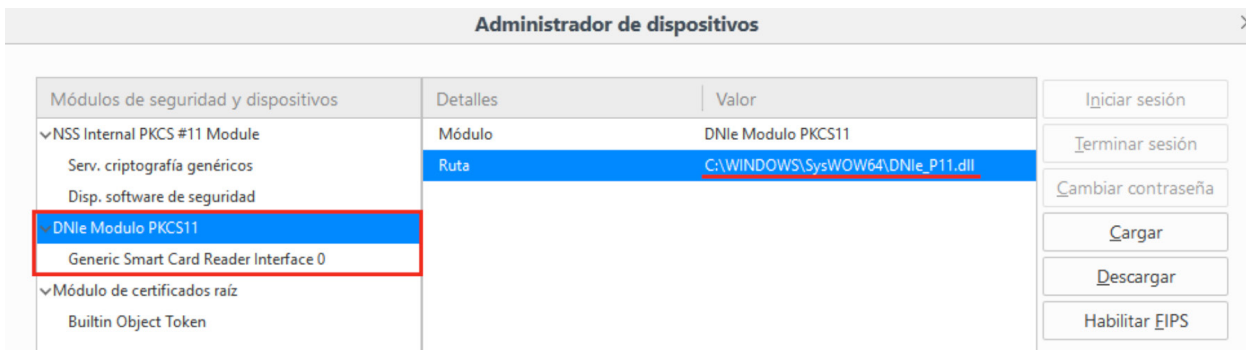 Administrador de dispositivos
Módulos de seguridad y dispositivos
NSS Internal PKCS #11 Module
Serv. criptografía genéricos
Disp. software de seguridad
DNIe Modulo PKCS11
Generic Smart Card Reader Interface 0
Módulo de certificados raíz
Builtin Object Token
Detalles Valor
Módulo DNIe Modulo PKCS11
Ruta C:\WINDOWS\SysWOW64\DNIe_P11.dll
Iniciar sesión
Terminar sesión
Cambiar contraseña
Cargar
Descargar
Habilitar FIPS